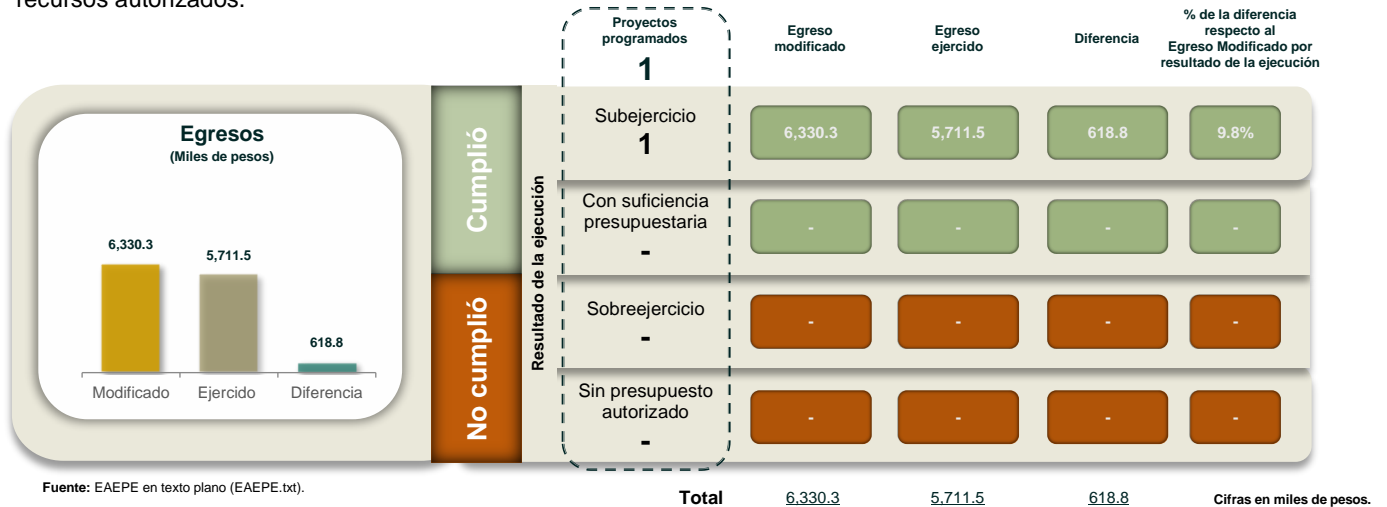 recursos autorizados.
Proyectos
programados
1
Egreso
modificado
Egreso
ejercido
Diferencia
% de la diferencia
respecto al
Egreso Modificado por
resultado de la ejecución
Egresos
(Miles de pesos)
6,330.3
5,711.5
618.8
Modificado
Ejercido
Diferencia
Cumplió
No cumplió
Resultado de la ejecución
Subejercicio
1
6,330.3
5,711.5
618.8
9.8%
Con suficiencia
presupuestaria
-
-
-
-
-
Sobreejercicio
-
-
-
-
-
Sin presupuesto
autorizado
-
-
-
-
-
Fuente: EAEPE en texto plano (EAEPE.txt).
Total
6,330.3
5,711.5
618.8
Cifras en miles de pesos.